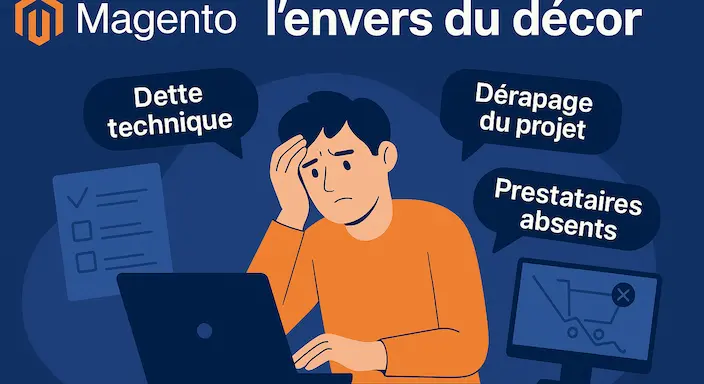 Magento l'envers du décor
Dette
technique
Dérapage
du projet
Prestataires
absents